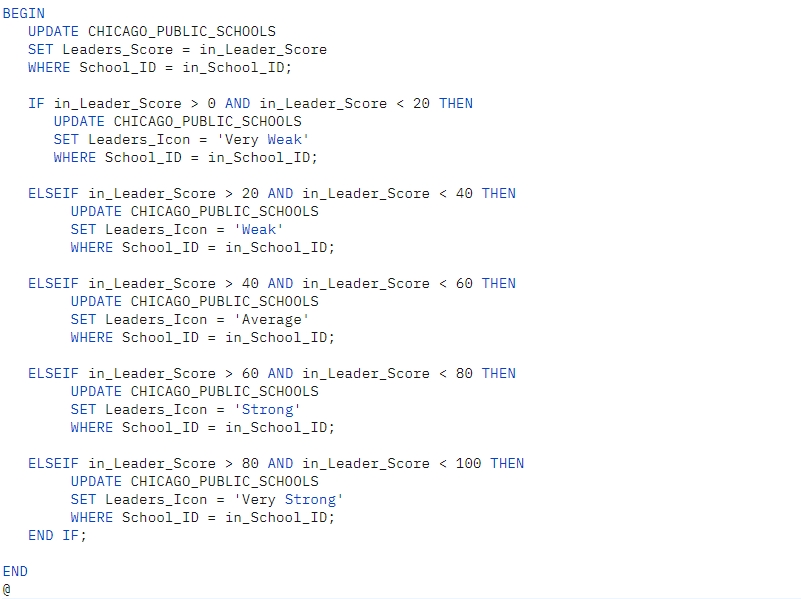 BEGIN
UPDATE CHICAGO_PUBLIC_SCHOOLS
SET Leaders_Score = in_Leader_Score
WHERE School_ID = in_School_ID;
IF in_Leader_Score > 0 AND in_Leader_Score < 20 THEN
UPDATE CHICAGO_PUBLIC_SCHOOLS
SET Leaders_Icon = 'Very Weak'
WHERE School_ID = in_School_ID;
ELSEIF in_Leader_Score > 20 AND in_Leader_Score < 40 THEN
UPDATE CHICAGO_PUBLIC_SCHOOLS
SET Leaders_Icon = 'Weak'
WHERE School_ID = in_School_ID;
ELSEIF in_Leader_Score > 40 AND in_Leader_Score < 60 THEN
UPDATE CHICAGO_PUBLIC_SCHOOLS
SET Leaders_Icon = 'Average'
WHERE School_ID = in_School_ID;
ELSEIF in_Leader_Score > 60 AND in_Leader_Score < 80 THEN
UPDATE CHICAGO_PUBLIC_SCHOOLS
SET Leaders_Icon = 'Strong'
WHERE School_ID = in_School_ID;
ELSEIF in_Leader_Score > 80 AND in_Leader_Score < 100 THEN
UPDATE CHICAGO_PUBLIC_SCHOOLS
SET Leaders_Icon = 'Very Strong'
WHERE School_ID = in_School_ID;
END IF;
END
@